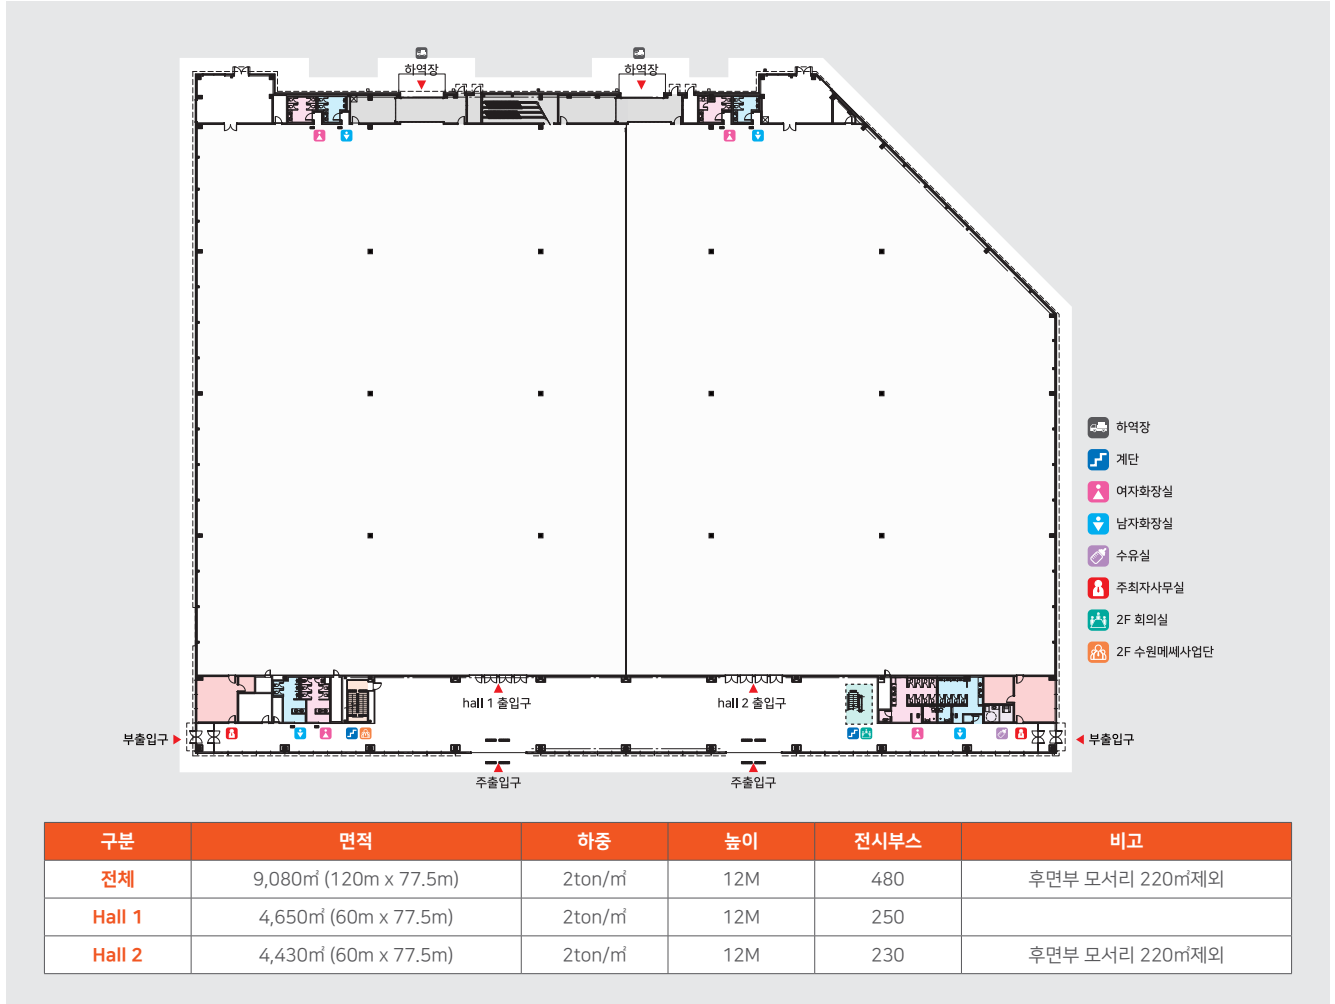 하역장 하역장
하역장
계단
여자화장실
남자화장실
수유실
주최자사무실
2F 회의실
2F 수원메쎄사업단
hall 1 출입구 hall 2 출입구
부출입구 부출입구
주출입구 주출입구
구분 면적 하중 높이 전시부스 비고
전체 9,080㎡ (120m x 77.5m) 2ton/㎡ 12M 480 후면부 모서리 220㎡제외
Hall 1 4,650㎡ (60m x 77.5m) 2ton/㎡ 12M 250
Hall 2 4,430㎡ (60m x 77.5m) 2ton/㎡ 12M 230 후면부 모서리 220㎡제외